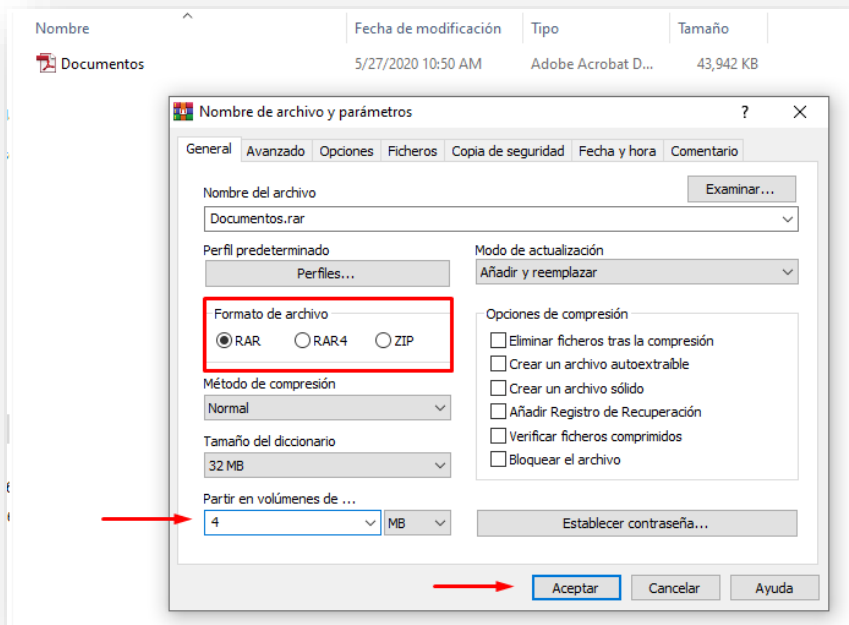 Nombre Fecha de modificación Tipo Tamaño
Documentos 5/27/2020 10:50 AM Adobe Acrobat D... 43,942 KB
Nombre de archivo y parámetros ?
General Avanzado Opciones Ficheros Copia de seguridad Fecha y hora Comentario
Nombre del archivo Examinar...
Documentos.rar
Perfil predeterminado Modo de actualización
Perfiles... Añadir y reemplazar
Formato de archivo Opciones de compresión
RAR RAR4 ZIP Eliminar ficheros tras la compresión
Crear un archivo autoextraíble
Método de compresión Crear un archivo sólido
Normal Añadir Registro de Recuperación
Tamaño del diccionario Verificar ficheros comprimidos
32 MB Bloquear el archivo
Partir en volúmenes de ...
4 MB Establecer contraseña...
Aceptar Cancelar Ayuda